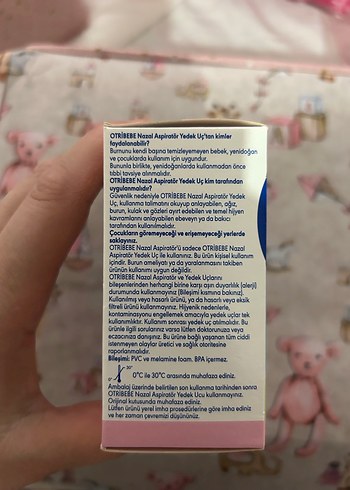 OTRİBEBE Nazal Aspiratör Yedek Uç'tan kimler
faydalanabilir?
Burnunu kendi başına temizleyemeyen bebek, yenidoğan
ve çocuklarda kullanım için uygundur.
Bununla birlikte, yenidoğanlarda kullanmadan önce
tıbbi tavsiye alınmalıdır.
OTRİBEBE Nazal Aspiratör Yedek Uç kim tarafından
uygulanmalıdır?
Güvenlik nedeniyle OTRİBEBE Nazal Aspiratör Yedek
Uç, kullanma talimatını okuyup anlayabilen, ağız,
burun, kulak ve gözleri ayırt edebilen ve temel hijyen
kavramlarını anlayabilen ebeveyn ya da bakıcı
tarafından kullanılmalıdır.
Çocukların göremeyeceği ve erişemeyeceği yerlerde
saklayınız.
OTRİBEBE Nazal Aspiratör'ü sadece OTRİBEBE Nazal
Aspiratör Yedek Uç ile kullanınız. Bu ürün kişisel kullanım
içindir. Burun ameliyatı ya da yaralanmasını takiben
ürünün kullanımı uygun değildir.
OTRİBEBE Nazal Aspiratör ve Yedek Uçlarını
bileşenlerinden herhangi birine karşı aşırı duyarlılık (alerji)
durumunda kullanmayınız (Bileşimi kısmına bakınız).
Kullanılmış veya hasarlı ürünü, ya da hasarlı veya eksik
filtreli ürünü kullanmayınız. Hijyenik nedenlerle,
kontaminasyonu engellemek amacıyla yedek uçlar tek
kullanımlıktır. Kullanım sonrası yedek uç atılmalıdır. Bu
ürünle ilgili sorularınız varsa lütfen doktorunuza veya
eczacınıza danışınız. Bu ürüne bağlı yaşanan tüm ciddi
istenmeyen olaylar üretici ve sağlık otoritesine
raporlanmalıdır.
Bileşimi: PVC ve melamine foam. BPA içermez.
30°
0° 0°C ile 30°C arasında muhafaza ediniz.
Ambalaj üzerinde belirtilen son kullanma tarihinden sonra
OTRİBEBE Nazal Aspiratör Yedek Ucu kullanmayınız.
Orijinal kutusunda muhafaza ediniz.
Lütfen ürünü yerel imha prosedürlerine göre imha ediniz
ve her zaman çevremizi düşününüz.